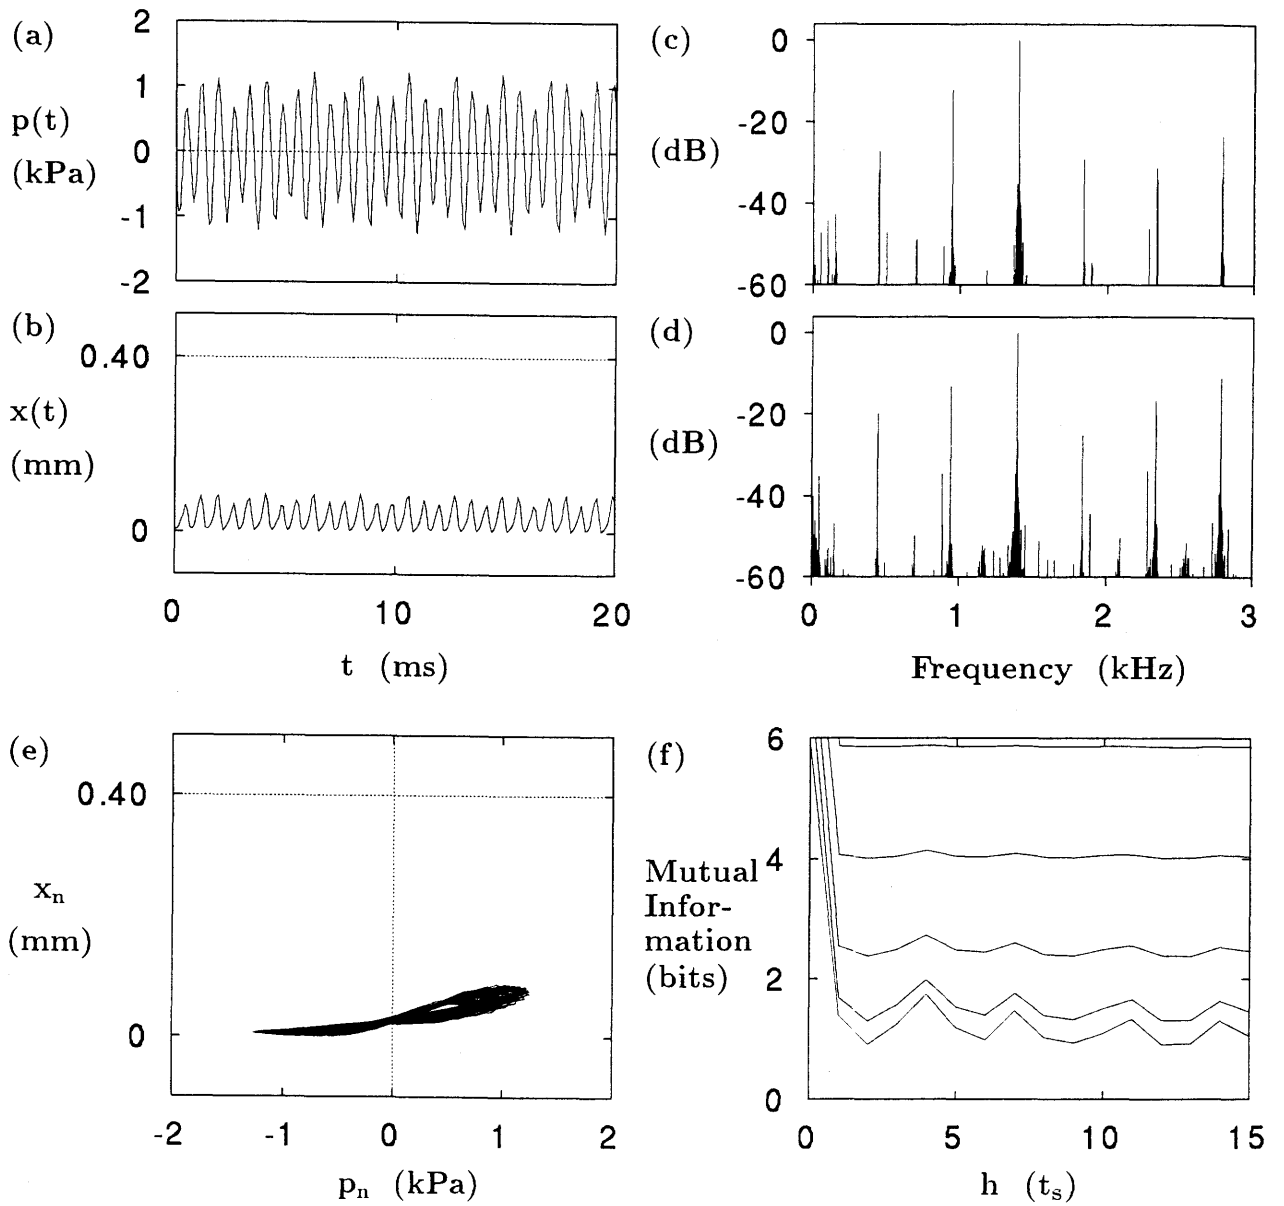 (a)
2
1
0
-1
-2
p(t)
(kPa)
(b)
0.40
0
x(t)
(mm)
0
10
20
t (ms)
(c)
0
-20
-40
-60
(dB)
(d)
0
-20
-40
-60
(dB)
0
1
2
3
Frequency (kHz)
(e)
0.40
0
x_n
(mm)
-2
-1
0
1
2
p_n (kPa)
(f)
6
4
2
0
Mutual
Infor-
mation
(bits)
0
5
10
15
h (t_s)